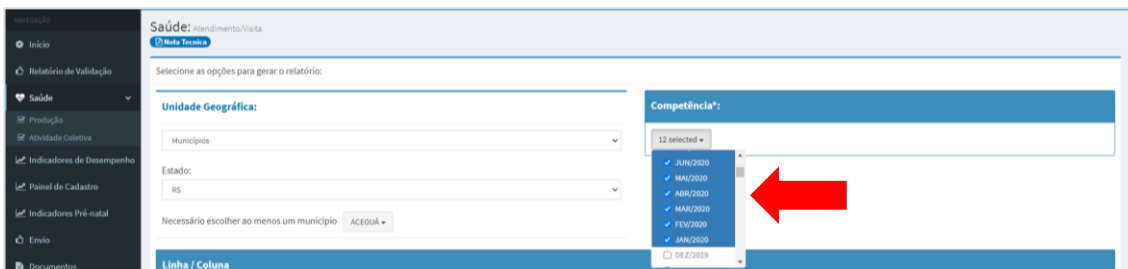 NAVEGAÇÃO
Início
Relatório de Validação
Saúde
Produção
Atividade Coletiva
Indicadores de Desempenho
Painel de Cadastro
Indicadores Pré-natal
Envio
Documentos
Saúde: Atendimento/Visita
Nota Tecnica
Selecione as opções para gerar o relatório:
Unidade Geográfica:
Municípios
Estado:
RS
Necessário escolher ao menos um município ACEGUÁ
Linha / Coluna
Competência*:
12 selected
JUN/2020
MAI/2020
ABR/2020
MAR/2020
FEV/2020
JAN/2020
DEZ/2019